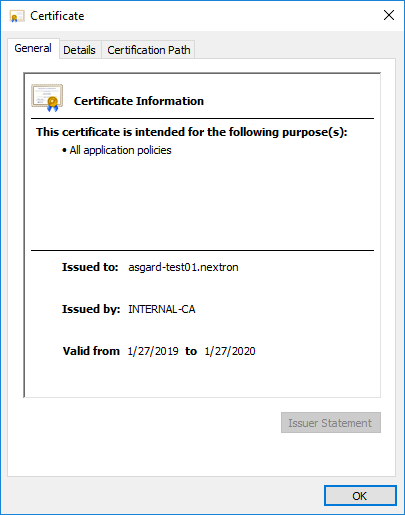 Certificate
General Details Certification Path
Certificate Information
This certificate is intended for the following purpose(s):
• All application policies
Issued to: asgard-test01.nextron
Issued by: INTERNAL-CA
Valid from 1/27/2019 to 1/27/2020
Issuer Statement
OK